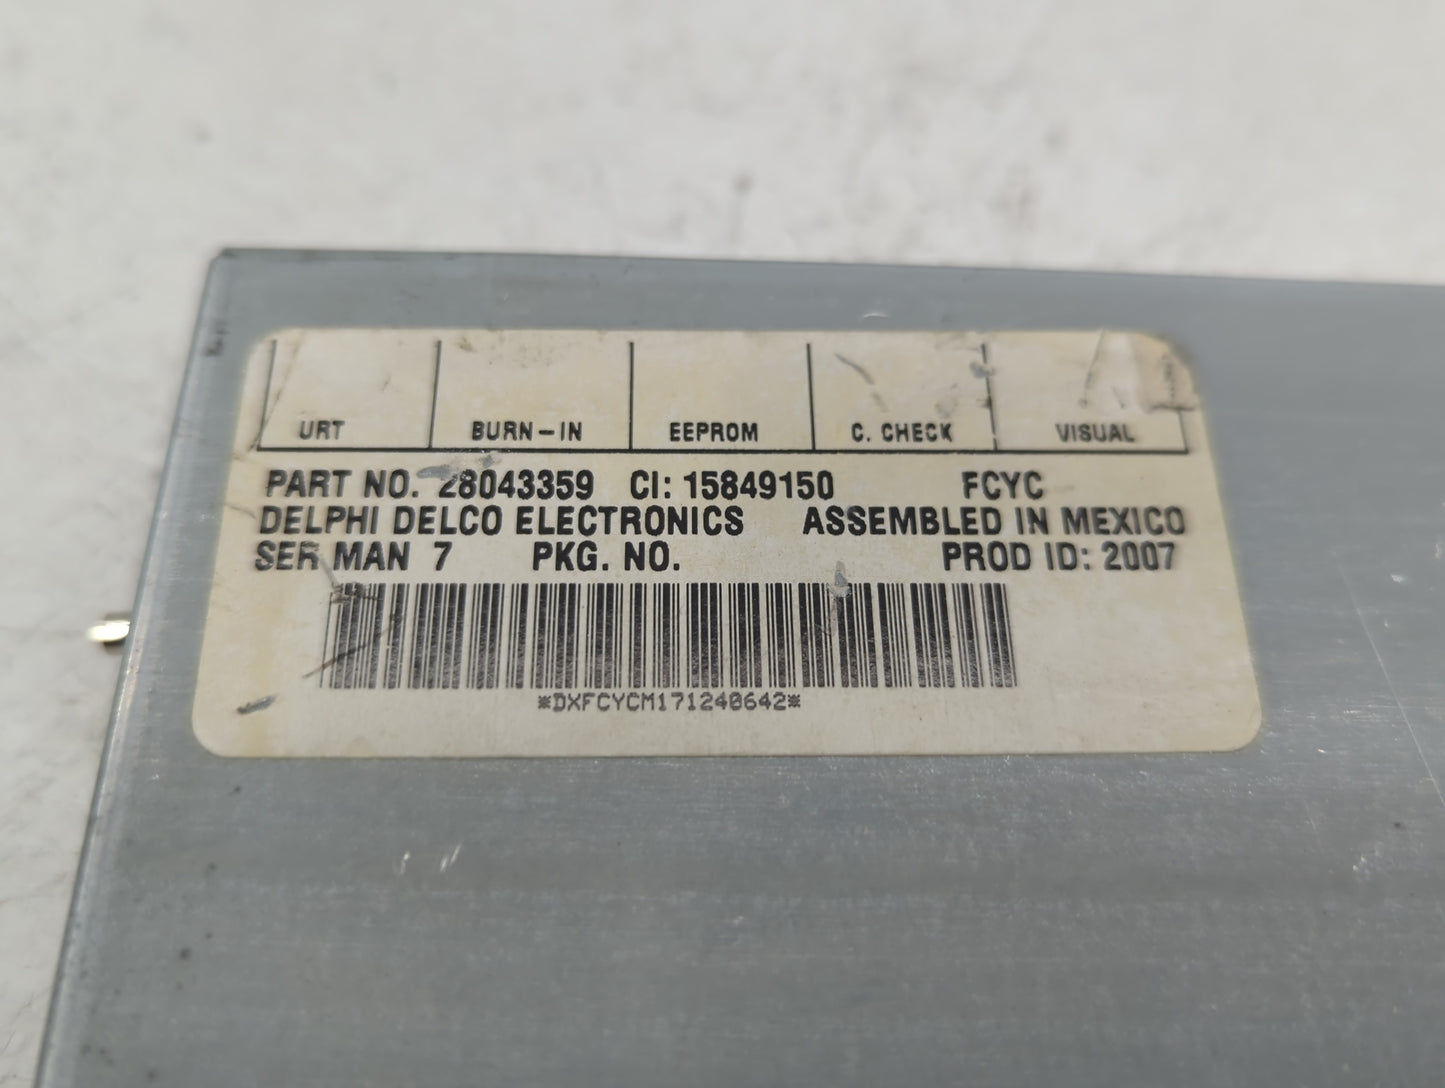 URT BURN-IN EEPROM C. CHECK VISUAL
PART NO. 28043359 CI: 15849150 FCYC
DELPHI DELCO ELECTRONICS ASSEMBLED IN MEXICO
SER MAN 7 PKG. NO. PROD ID: 2007
*DXFCYCM171240642*